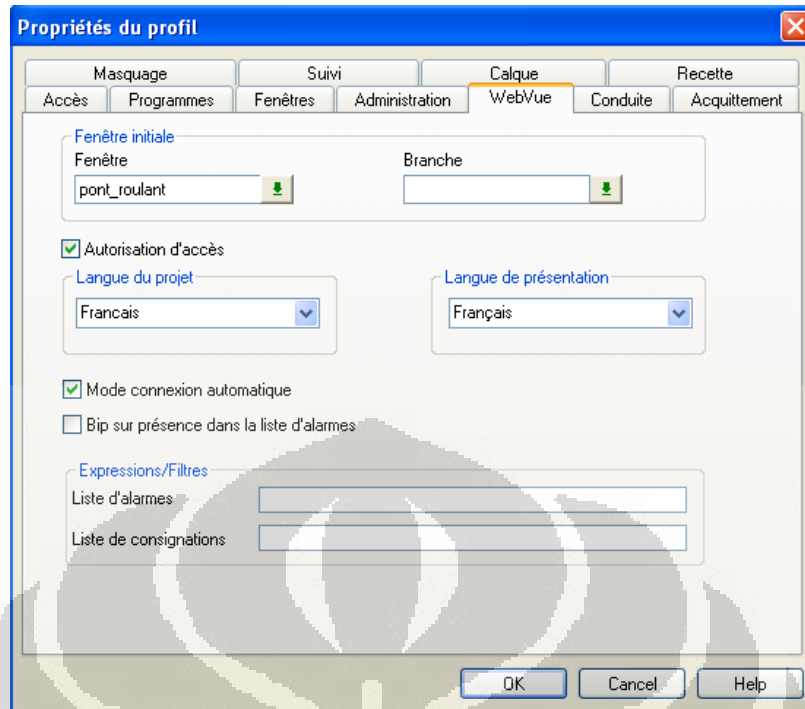 Propriétés du profil
Masquage Suivi Calque Recette
Accès Programmes Fenêtres Administration WebVue Conduite Acquittement
Fenêtre initiale
Fenêtre Branche
pont_roulant
Autorisation d'accès
Langue du projet Langue de présentation
Francais Français
Mode connexion automatique
Bip sur présence dans la liste d'alarmes
Expressions/Filtres
Liste d'alarmes
Liste de consignations
OK Cancel Help